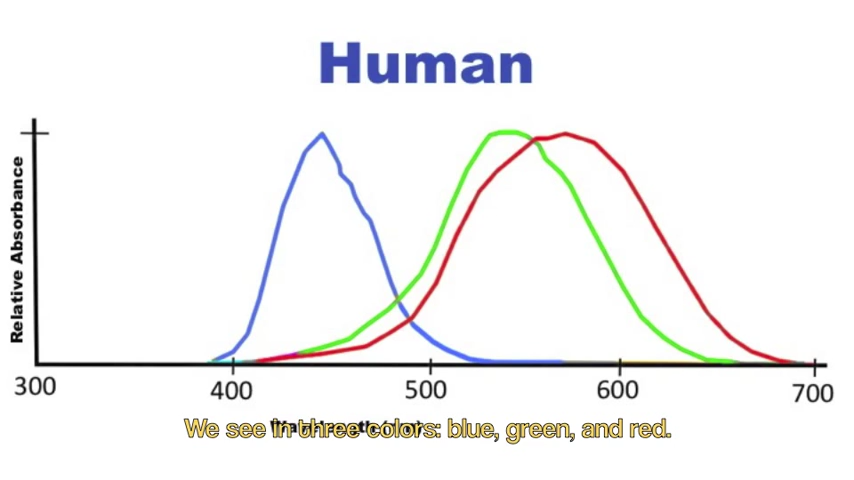 Human
Relative Absorbance
300 400 500 600 700
We see in three colors: blue, green, and red.